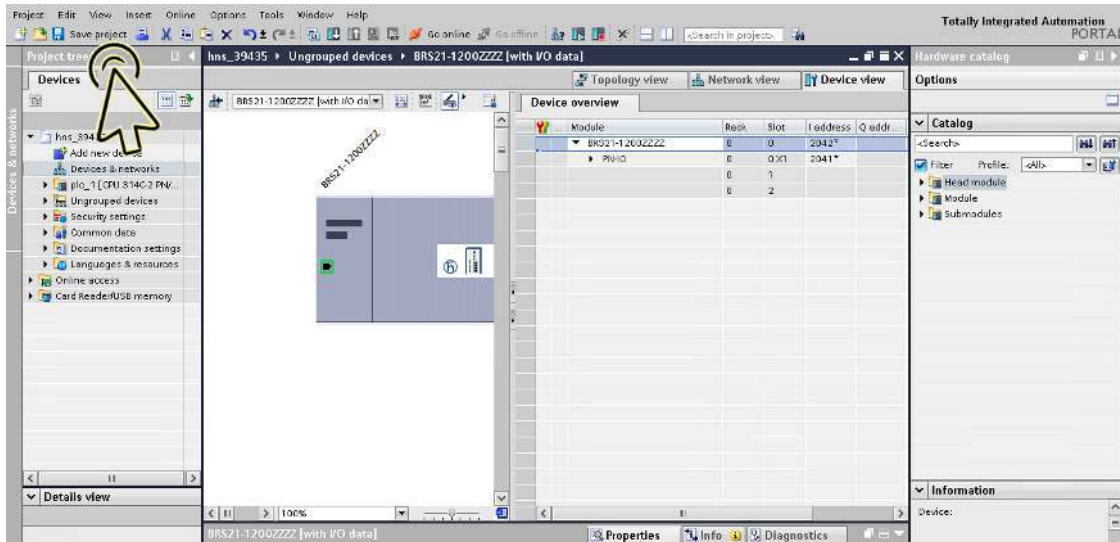 Project Edit View Insert Online Options Tools Window Help
Totally Integrated Automation
PORTAL
Save project
Go online
Go offline
<Search in project>
Project tree
hns_39435 ▸ Ungrouped devices ▸ BRS21-1200ZZZZ [with I/O data]
Hardware catalog
Devices
Topology view
Network view
Device view
Options
BRS21-1200ZZZZ [with I/O da
Device overview
Devices & networks
Module Rack Slot I address Q addr...
BRS21-1200ZZZZ 0 0 2042*
PN-IO 0 0 X1 2041*
0 1
0 2
Catalog
<Search>
Filter Profile: <All>
Head module
Module
Submodules
Add new device
Devices & networks
plc_1 [CPU 314C-2 PN/...
Ungrouped devices
Security settings
Common data
Documentation settings
Languages & resources
Online access
Card Reader/USB memory
BRS21-1200ZZZZ
Details view
100%
Information
Device:
BRS21-1200ZZZZ [with I/O data]
Properties
Info
Diagnostics